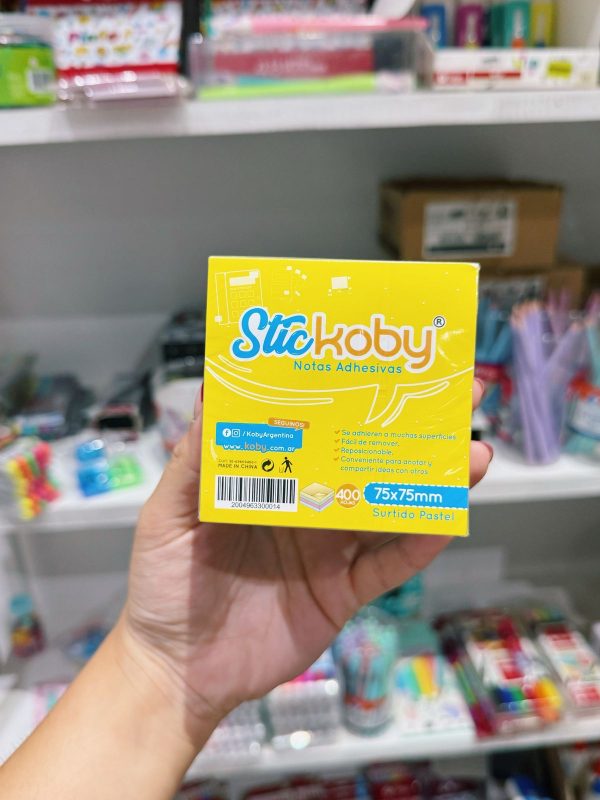 Stickoby®
Notas Adhesivas
SEGUINOS!
/KobyArgentina
www.koby.com.ar
MADE IN CHINA
2004963300014
Se adhieren a muchas superficies.
Fácil de remover.
Reposicionable.
Conveniente para anotar y
compartir ideas con otros.
400
HOJAS
75x75mm
Surtido Pastel